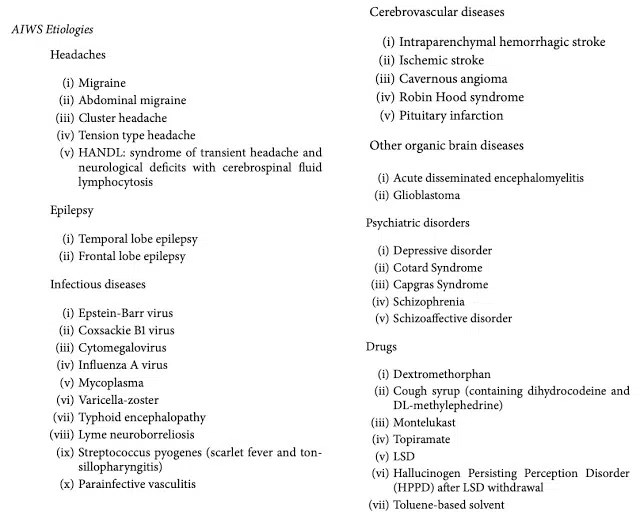 AIWS Etiologies
Headaches
(i) Migraine
(ii) Abdominal migraine
(iii) Cluster headache
(iv) Tension type headache
(v) HANDL: syndrome of transient headache and
neurological deficits with cerebrospinal fluid
lymphocytosis
Epilepsy
(i) Temporal lobe epilepsy
(ii) Frontal lobe epilepsy
Infectious diseases
(i) Epstein-Barr virus
(ii) Coxsackie B1 virus
(iii) Cytomegalovirus
(iv) Influenza A virus
(v) Mycoplasma
(vi) Varicella-zoster
(vii) Typhoid encephalopathy
(viii) Lyme neuroborreliosis
(ix) Streptococcus pyogenes (scarlet fever and ton-
sillopharyngitis)
(x) Parainfective vasculitis
Cerebrovascular diseases
(i) Intraparenchymal hemorrhagic stroke
(ii) Ischemic stroke
(iii) Cavernous angioma
(iv) Robin Hood syndrome
(v) Pituitary infarction
Other organic brain diseases
(i) Acute disseminated encephalomyelitis
(ii) Glioblastoma
Psychiatric disorders
(i) Depressive disorder
(ii) Cotard Syndrome
(iii) Capgras Syndrome
(iv) Schizophrenia
(v) Schizoaffective disorder
Drugs
(i) Dextromethorphan
(ii) Cough syrup (containing dihydrocodeine and
DL-methylephedrine)
(iii) Montelukast
(iv) Topiramate
(v) LSD
(vi) Hallucinogen Persisting Perception Disorder
(HPPD) after LSD withdrawal
(vii) Toluene-based solvent